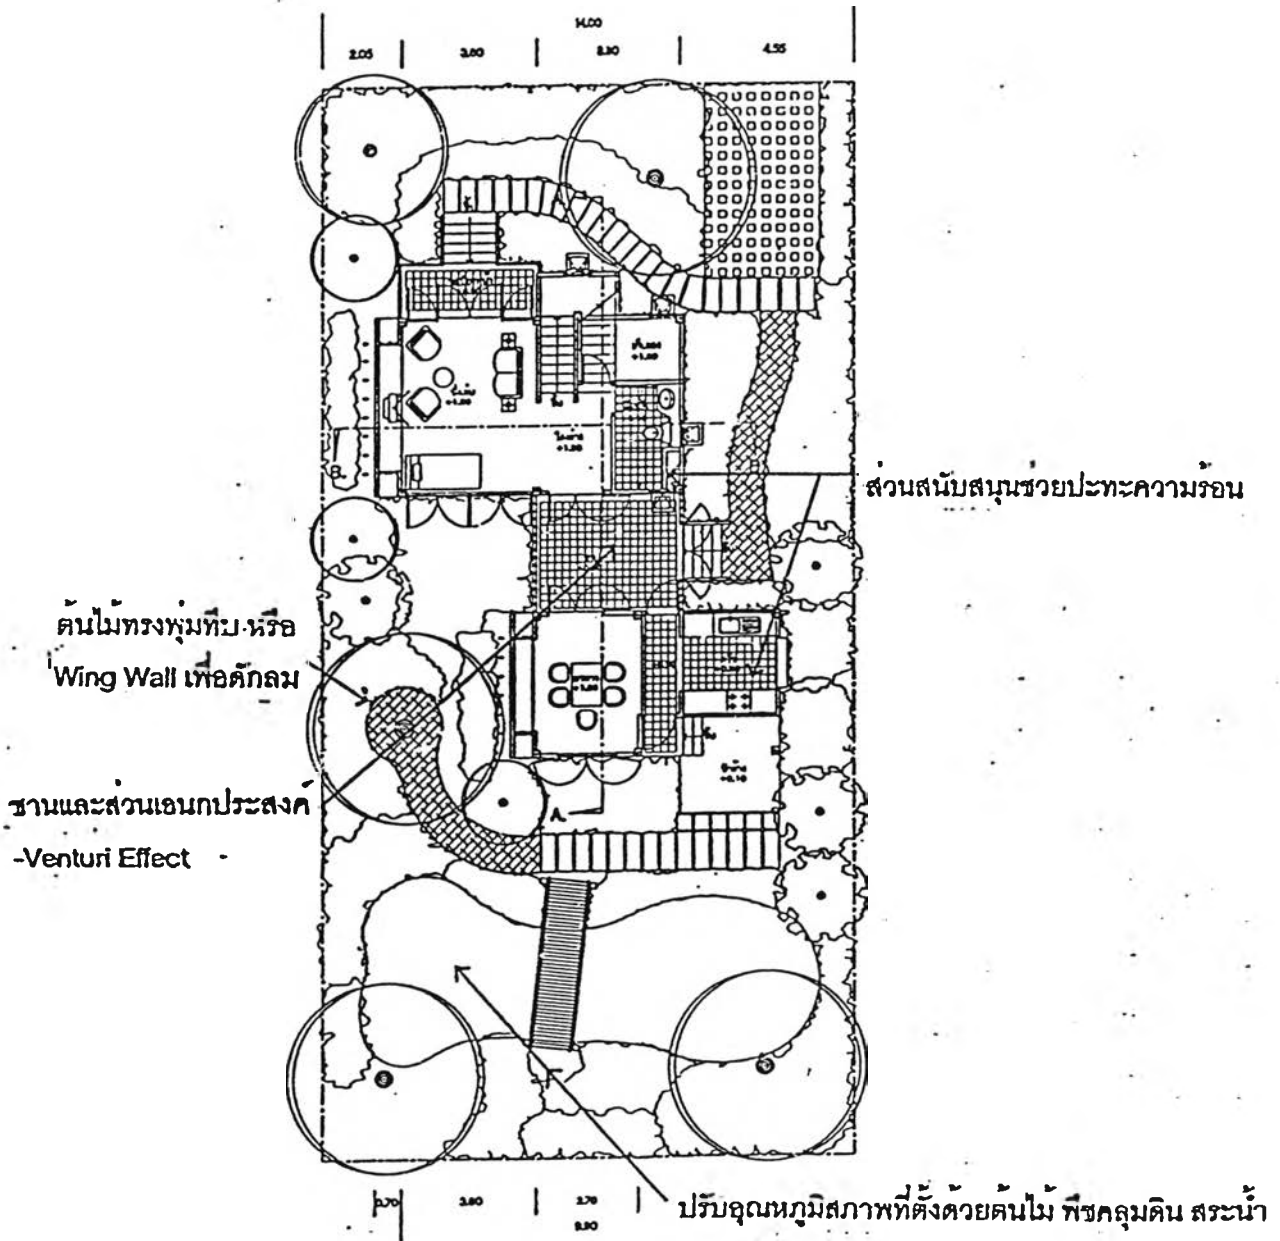 14.00
2.05
3.80
4.55
ส่วนสนับสนุนช่วยปะทะความร้อน
ต้นไม้ทรงพุ่มทึบ หรือ
Wing Wall เพื่อดักลม
ชานและส่วนเอนกประสงค์
-Venturi Effect
A
B
0.70
3.80
2.70
ปรับอุณหภูมิสภาพที่ตั้งด้วยต้นไม้ พืชคลุมดิน สระน้ำ